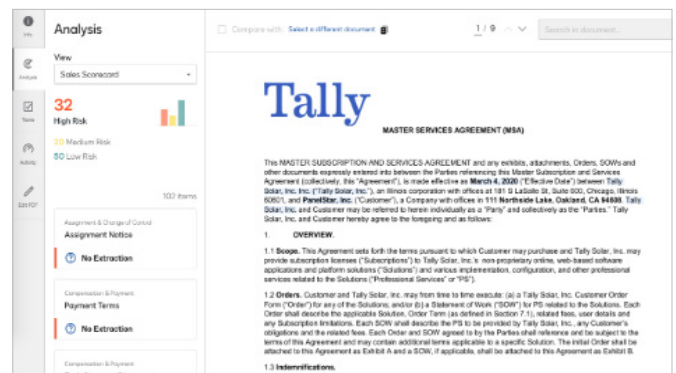 Info
Analysis
Compare with
Select a different document
1 / 9
Search in document...
View
Analysis
Sales Scorecard
32
High Risk
20 Medium Risk
50 Low Risk
102 items
Tasks
Activity
Edit PDF
Assignment & Change of Control
Assignment Notice
No Extraction
Compensation & Payment
Payment Terms
No Extraction
Compensation & Payment
Tally
MASTER SERVICES AGREEMENT (MSA)
This MASTER SUBSCRIPTION AND SERVICES AGREEMENT and any exhibits, attachments, Orders, SOWs and
other documents expressly entered into between the Parties referencing this Master Subscription and Services
Agreement (collectively, this "Agreement"), is made effective as March 4, 2020 ("Effective Date") between Tally
Solar, Inc. Inc. ("Tally Solar, Inc."), an Illinois corporation with offices at 181 S LaSalle St, Suite 600, Chicago, Illinois
60601, and PanelStar, Inc. ("Customer"), a Company with offices in 111 Northside Lake, Oakland, CA 94608. Tally
Solar, Inc. and Customer may be referred to herein individually as a "Party" and collectively as the "Parties." Tally
Solar, Inc. and Customer hereby agree to the foregoing and as follows:
1. OVERVIEW.
1.1 Scope. This Agreement sets forth the terms pursuant to which Customer may purchase and Tally Solar, Inc. may
provide subscription licenses ("Subscriptions") to Tally Solar, Inc.'s non-proprietary online, web-based software
applications and platform solutions ("Solutions") and various implementation, configuration, and other professional
services related to the Solutions ("Professional Services" or "PS").
1.2 Orders. Customer and Tally Solar, Inc. may from time to time execute: (a) a Tally Solar, Inc. Customer Order
Form ("Order") for any of the Solutions; and/or (b) a Statement of Work ("SOW") for PS related to the Solutions. Each
Order shall describe the applicable Solution, Order Term (as defined in Section 7.1), related fees, user details and
any Subscription limitations. Each SOW shall describe the PS to be provided by Tally Solar, Inc., any Customer's
obligations and the related fees. Each Order and SOW agreed to by the Parties shall reference and be subject to the
terms of this Agreement and may contain additional terms applicable to a specific Solution. The initial Order shall be
attached to this Agreement as Exhibit A and a SOW, if applicable, shall be attached to this Agreement as Exhibit B.
1.3 Indemnifications.